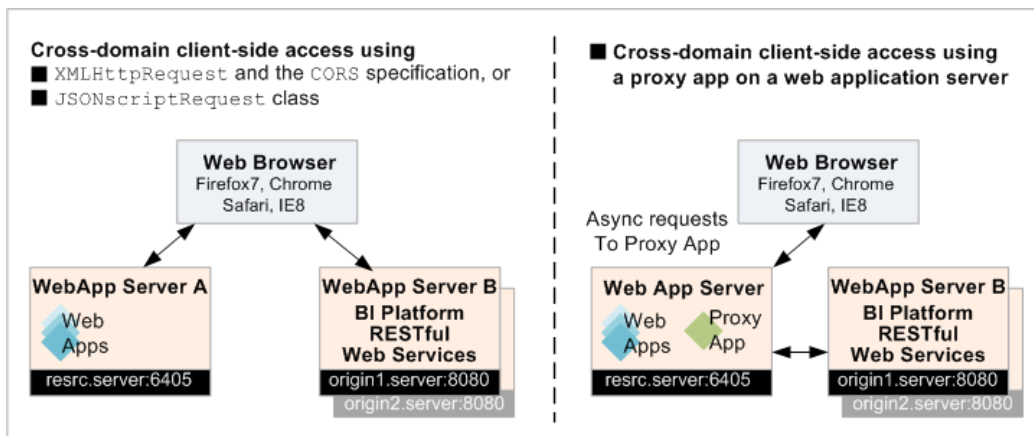 Cross-domain client-side access using
XMLHttpRequest and the CORS specification, or
JSONscriptRequest class
Web Browser
Firefox7, Chrome
Safari, IE8
WebApp Server A
Web
Apps
resrc.server:6405
WebApp Server B
BI Platform
RESTful
Web Services
origin1.server:8080
origin2.server:8080
Cross-domain client-side access using
a proxy app on a web application server
Web Browser
Firefox7, Chrome
Safari, IE8
Async requests
To Proxy App
Web App Server
Web
Apps
Proxy
App
resrc.server:6405
WebApp Server B
BI Platform
RESTful
Web Services
origin1.server:8080
origin2.server:8080